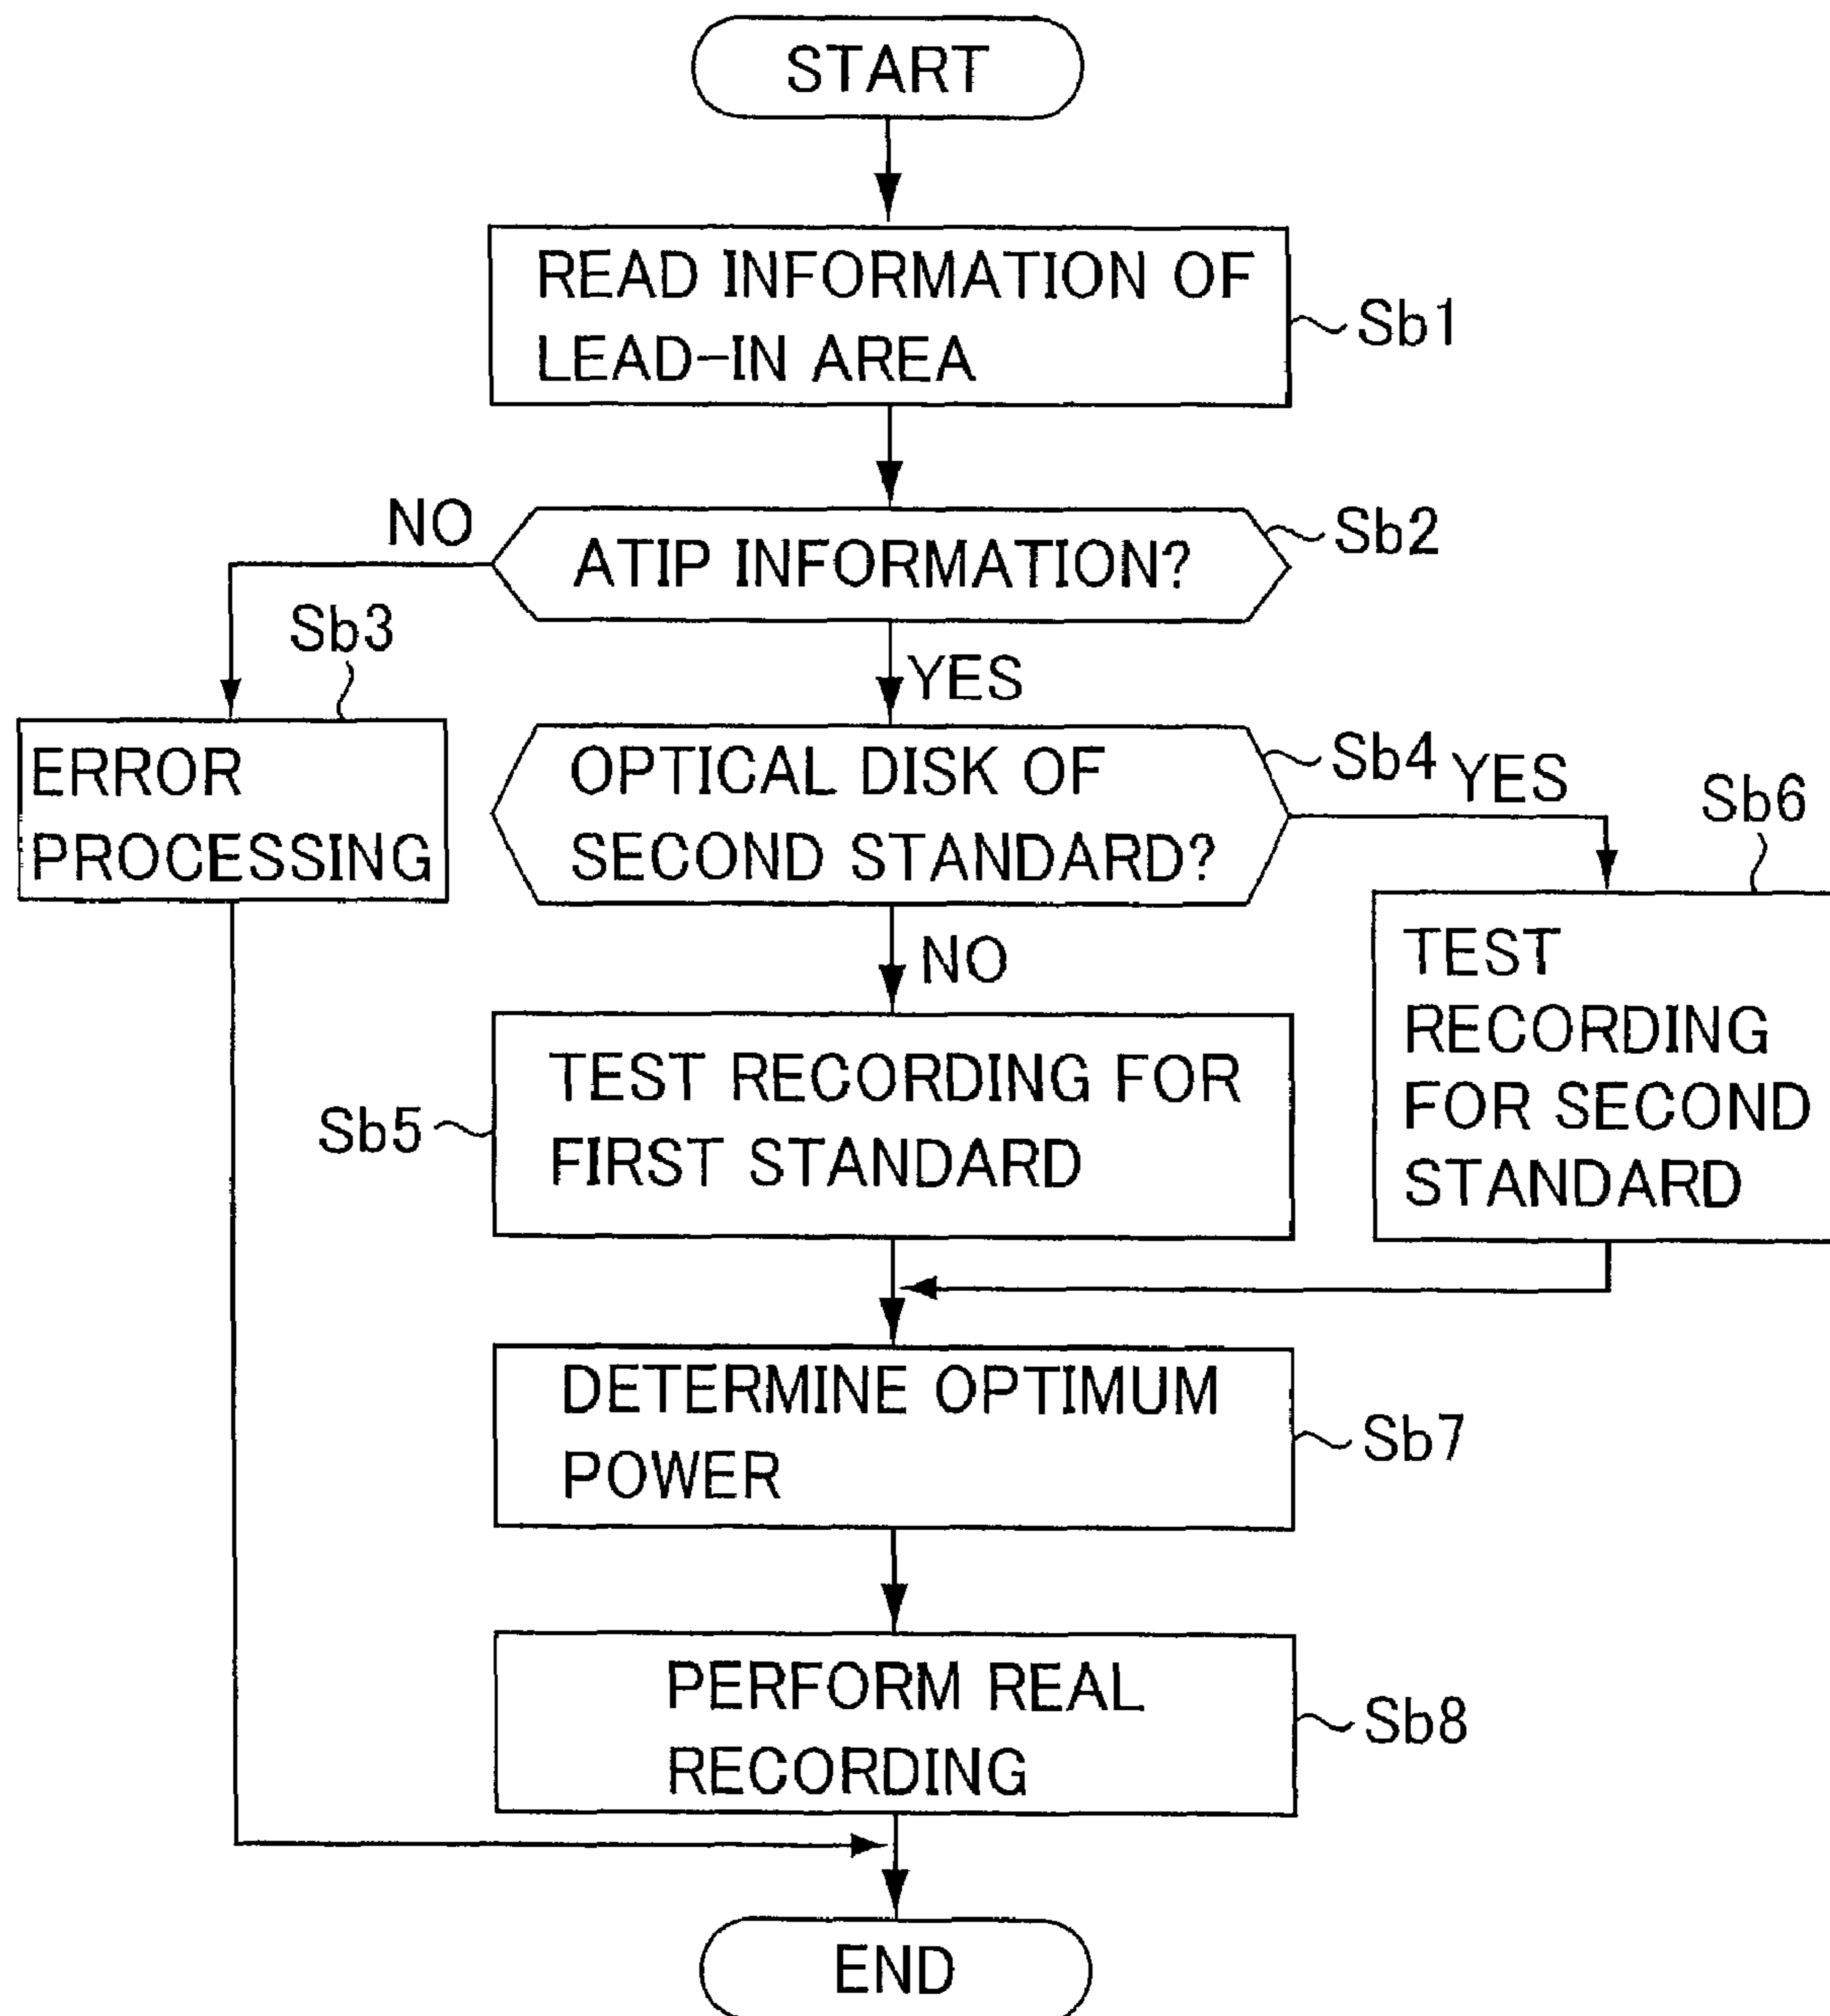 START
READ INFORMATION OF
LEAD-IN AREA
Sb1
NO
ATIP INFORMATION?
Sb2
Sb3
YES
ERROR
PROCESSING
OPTICAL DISK OF
SECOND STANDARD?
Sb4
YES
Sb6
NO
TEST
RECORDING
FOR SECOND
STANDARD
TEST RECORDING FOR
FIRST STANDARD
Sb5
DETERMINE OPTIMUM
POWER
Sb7
PERFORM REAL
RECORDING
Sb8
END